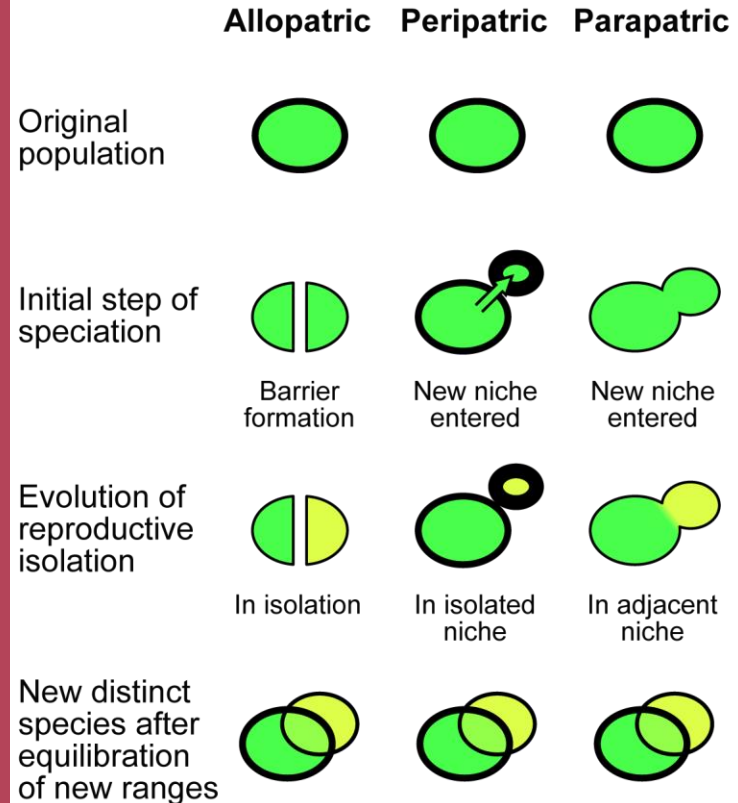 Allopatric Peripatric Parapatric
Original
population
Initial step of
speciation
Barrier
formation
New niche
entered
New niche
entered
Evolution of
reproductive
isolation
In isolation
In isolated
niche
In adjacent
niche
New distinct
species after
equilibration
of new ranges